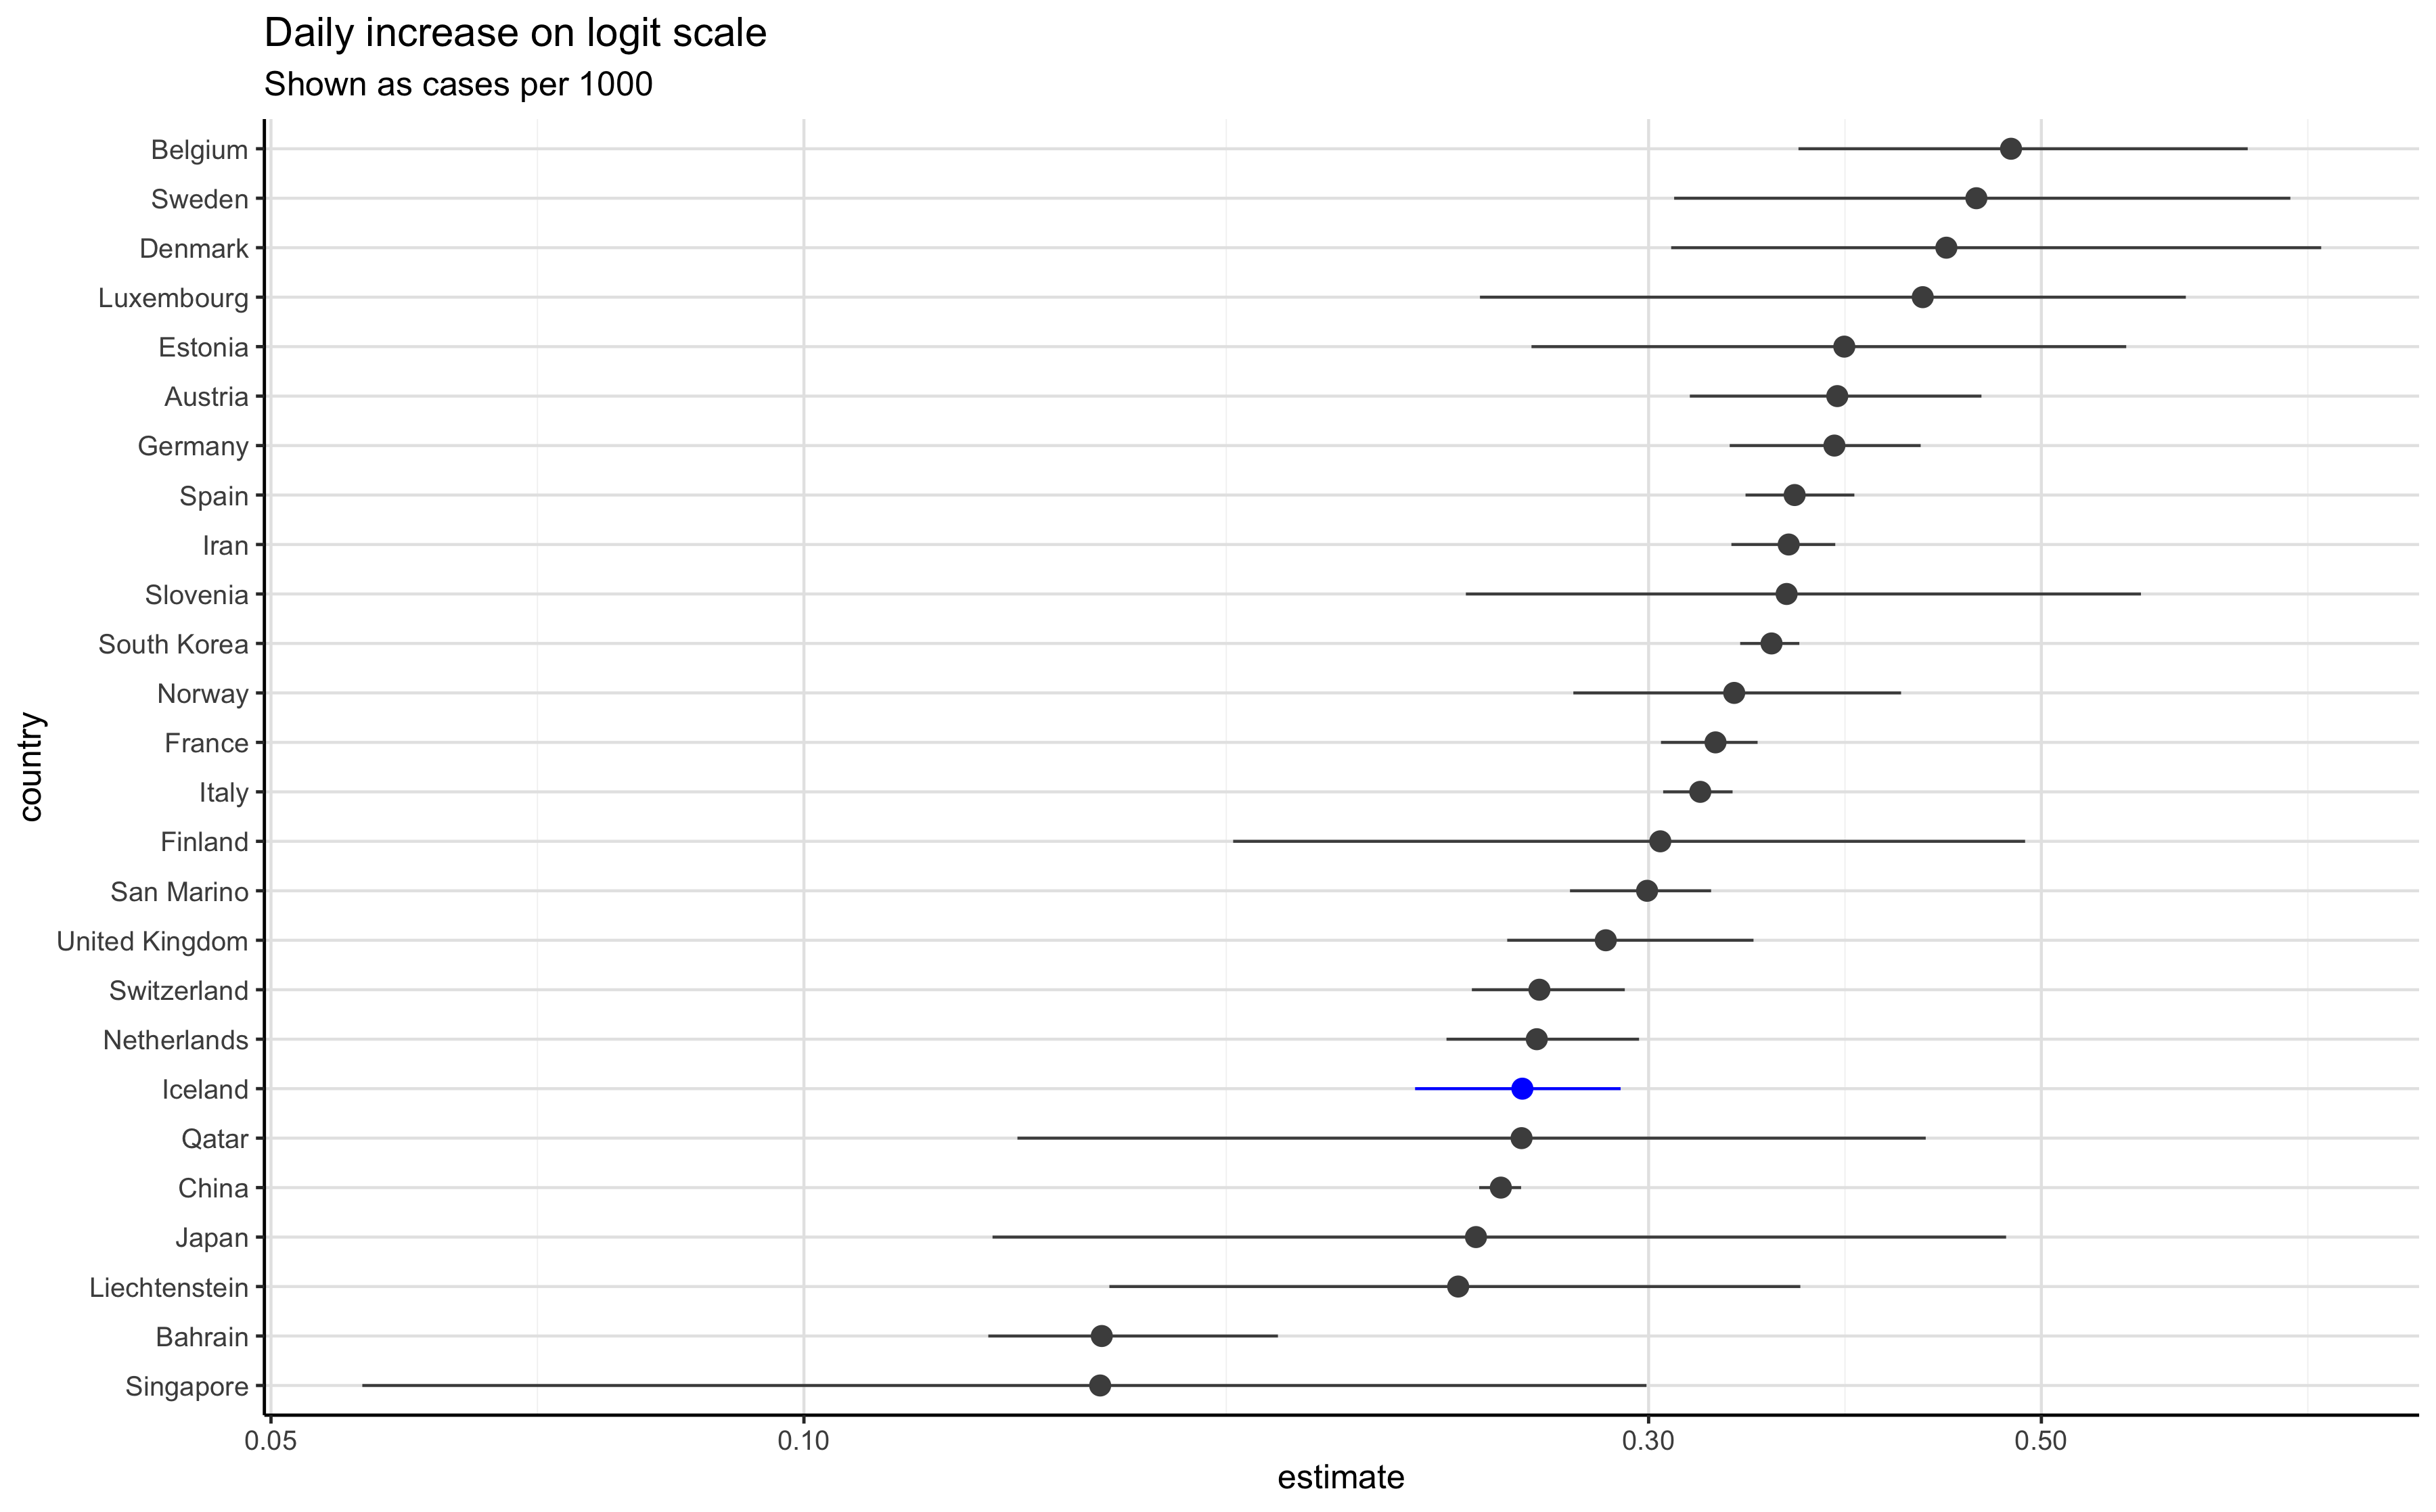 Daily increase on logit scale
Shown as cases per 1000
country
Belgium
Sweden
Denmark
Luxembourg
Estonia
Austria
Germany
Spain
Iran
Slovenia
South Korea
Norway
France
Italy
Finland
San Marino
United Kingdom
Switzerland
Netherlands
Iceland
Qatar
China
Japan
Liechtenstein
Bahrain
Singapore
0.05 0.10 0.30 0.50
estimate